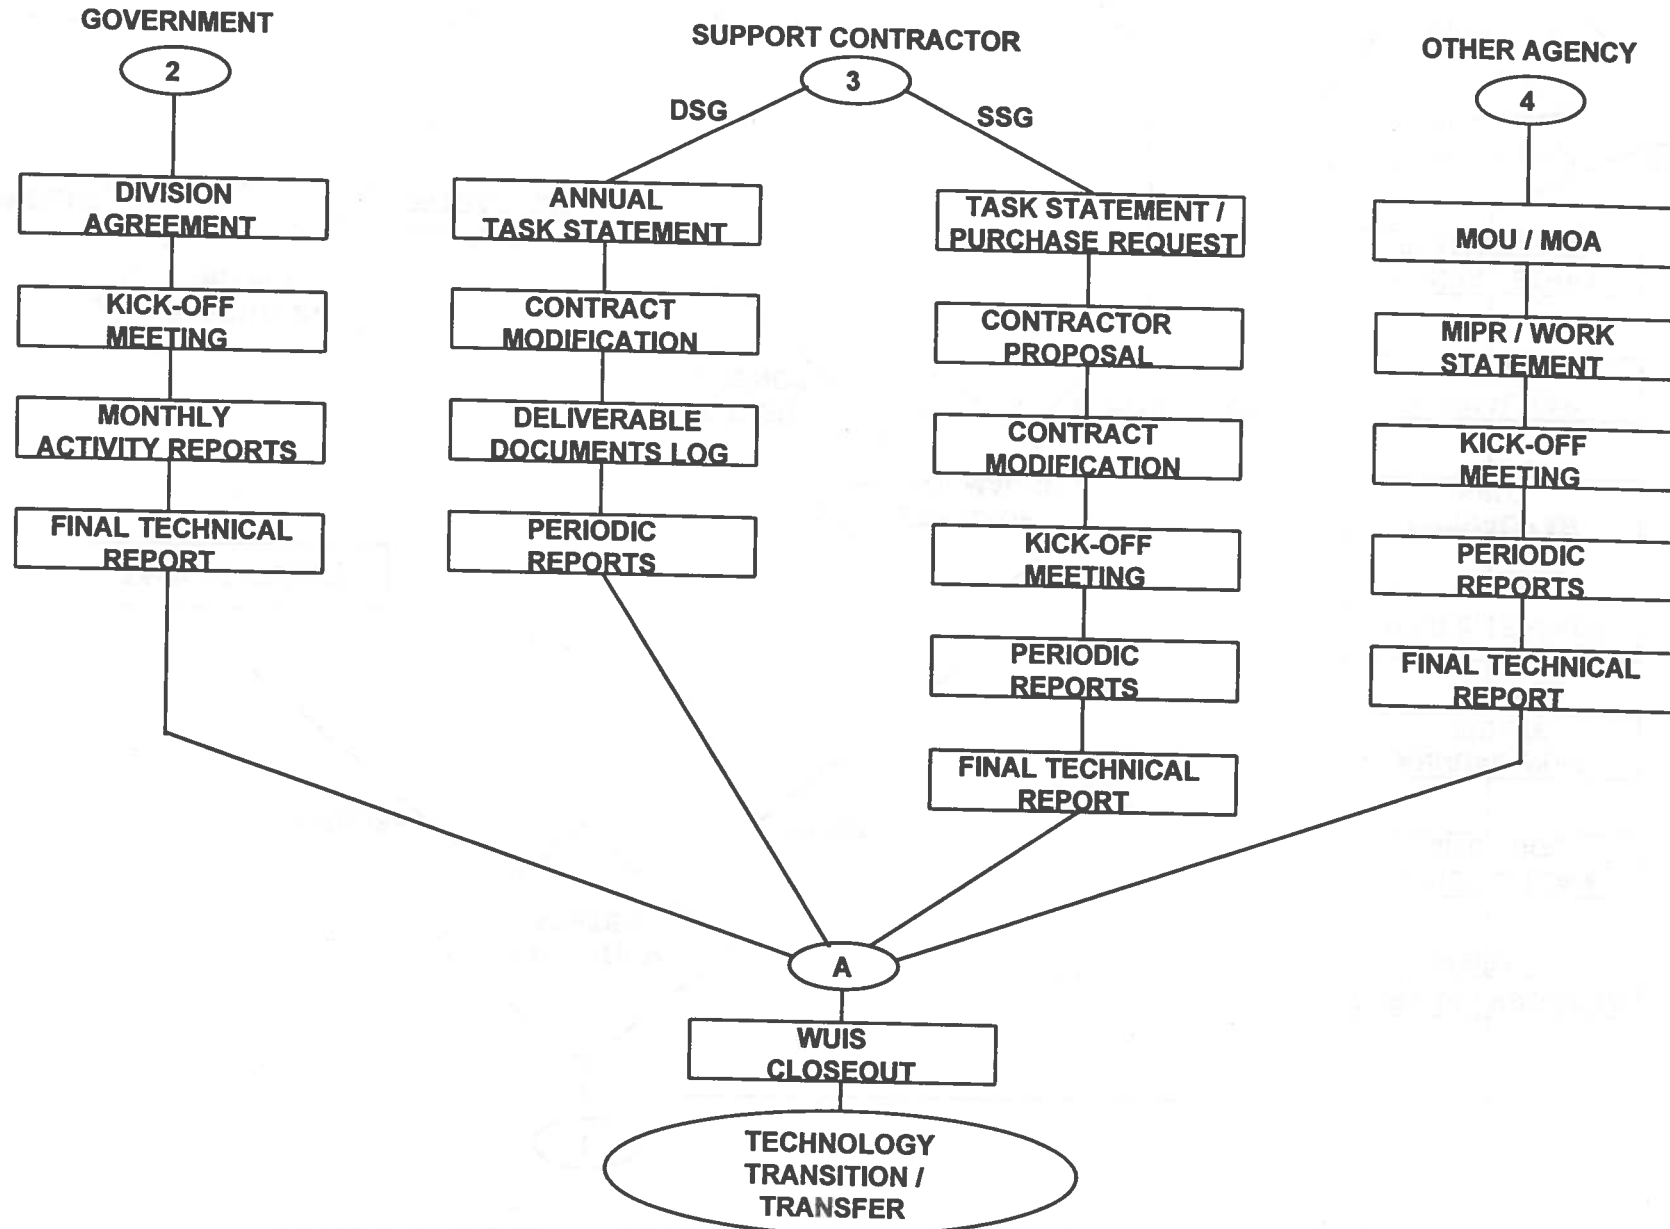 GOVERNMENT
2
DIVISION
AGREEMENT
KICK-OFF
MEETING
MONTHLY
ACTIVITY REPORTS
FINAL TECHNICAL
REPORT
SUPPORT CONTRACTOR
3
DSG
SSG
ANNUAL
TASK STATEMENT
CONTRACT
MODIFICATION
DELIVERABLE
DOCUMENTS LOG
PERIODIC
REPORTS
TASK STATEMENT /
PURCHASE REQUEST
CONTRACTOR
PROPOSAL
CONTRACT
MODIFICATION
KICK-OFF
MEETING
PERIODIC
REPORTS
FINAL TECHNICAL
REPORT
OTHER AGENCY
4
MOU / MOA
MIPR / WORK
STATEMENT
KICK-OFF
MEETING
PERIODIC
REPORTS
FINAL TECHNICAL
REPORT
A
WUIS
CLOSEOUT
TECHNOLOGY
TRANSITION /
TRANSFER